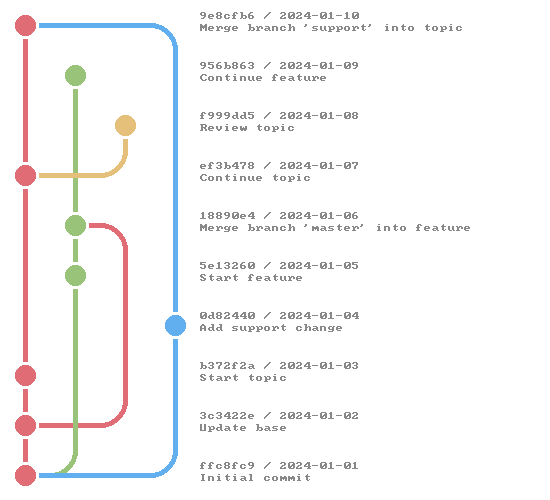 9e8cfb6 / 2024-01-10
Merge branch 'support' into topic
956b863 / 2024-01-09
Continue feature
f999dd5 / 2024-01-08
Review topic
ef3b478 / 2024-01-07
Continue topic
18890e4 / 2024-01-06
Merge branch 'master' into feature
5e13260 / 2024-01-05
Start feature
0d82440 / 2024-01-04
Add support change
b372f2a / 2024-01-03
Start topic
3c3422e / 2024-01-02
Update base
ffc8fc9 / 2024-01-01
Initial commit